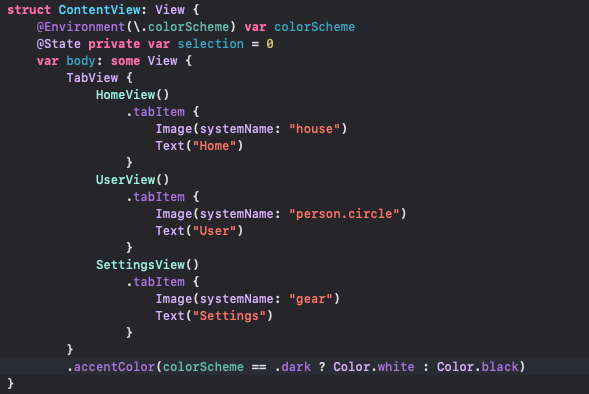 struct ContentView: View {
    @Environment(\.colorScheme) var colorScheme
    @State private var selection = 0
    var body: some View {
        TabView {
            HomeView()
                .tabItem {
                    Image(systemName: "house")
                    Text("Home")
                }
            UserView()
                .tabItem {
                    Image(systemName: "person.circle")
                    Text("User")
                }
            SettingsView()
                .tabItem {
                    Image(systemName: "gear")
                    Text("Settings")
                }
        }
        .accentColor(colorScheme == .dark ? Color.white : Color.black)
}